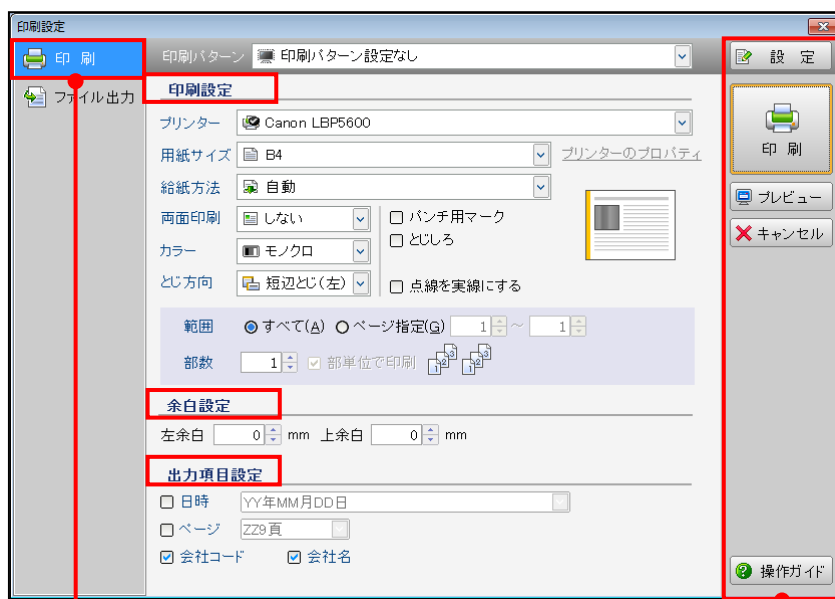 印刷設定
印 刷
ファイル出力
印刷パターン 印刷パターン設定なし
印刷設定
プリンター Canon LBP5600
用紙サイズ B4 プリンターのプロパティ
給紙方法 自動
両面印刷 しない パンチ用マーク
とじしろ
カラー モノクロ
とじ方向 短辺とじ(左) 点線を実線にする
範囲 すべて(A) ページ指定(G) 1 ～ 1
部数 1 部単位で印刷 1 2 3 1 2 3
余白設定
左余白 0 mm 上余白 0 mm
出力項目設定
日時 YY年MM月DD日
ページ ZZ9頁
会社コード 会社名
設 定
印 刷
プレビュー
キャンセル
操作ガイド